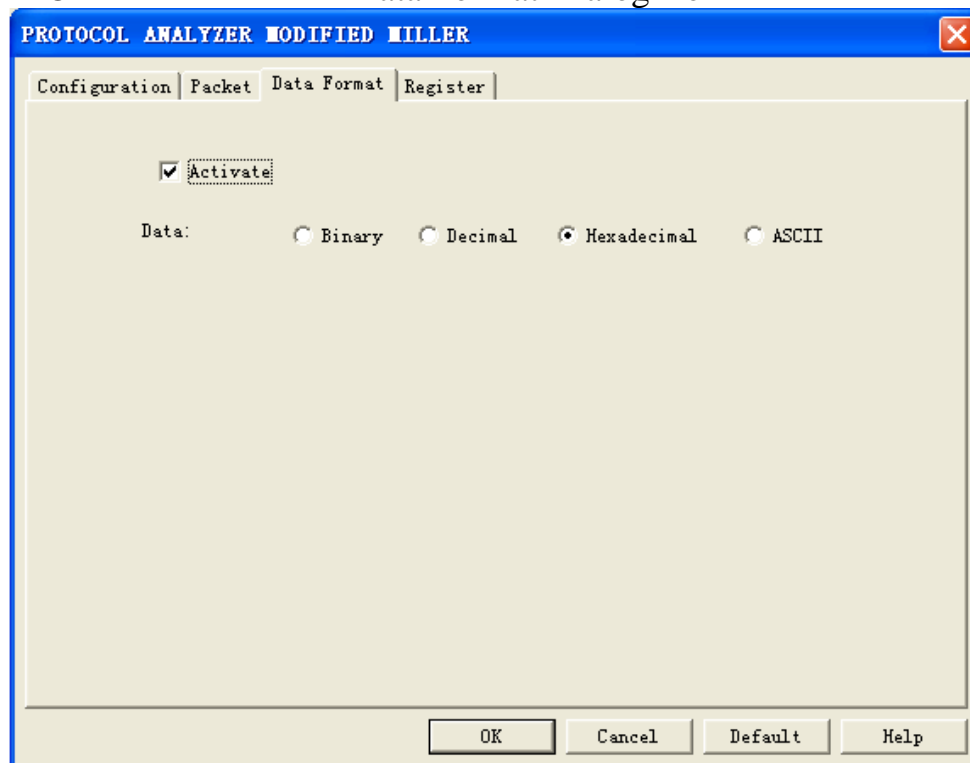 PROTOCOL ANALYZER MODIFIED MILLER
Configuration Packet Data Format Register
Activate
Data: Binary Decimal Hexadecimal ASCII
OK Cancel Default Help